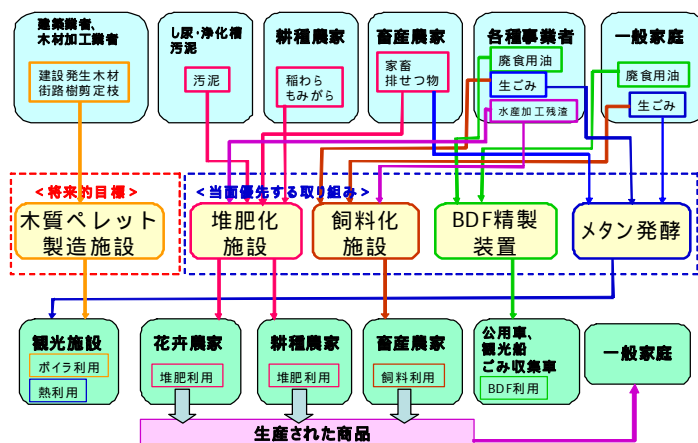 建築業者、
木材加工業者
建設発生木材
街路樹剪定枝
し尿・浄化槽
汚泥
汚泥
耕種農家
稲わら
もみがら
畜産農家
家畜
排せつ物
各種事業者
廃食用油
生ごみ
水産加工残渣
一般家庭
廃食用油
生ごみ
＜将来的目標＞
＜当面優先する取り組み＞
木質ペレット
製造施設
堆肥化
施設
飼料化
施設
BDF精製
装置
メタン発酵
観光施設
ボイラ利用
熱利用
花卉農家
堆肥利用
耕種農家
堆肥利用
畜産農家
飼料利用
公用車、
観光船
ごみ収集車
BDF利用
一般家庭
生産された商品